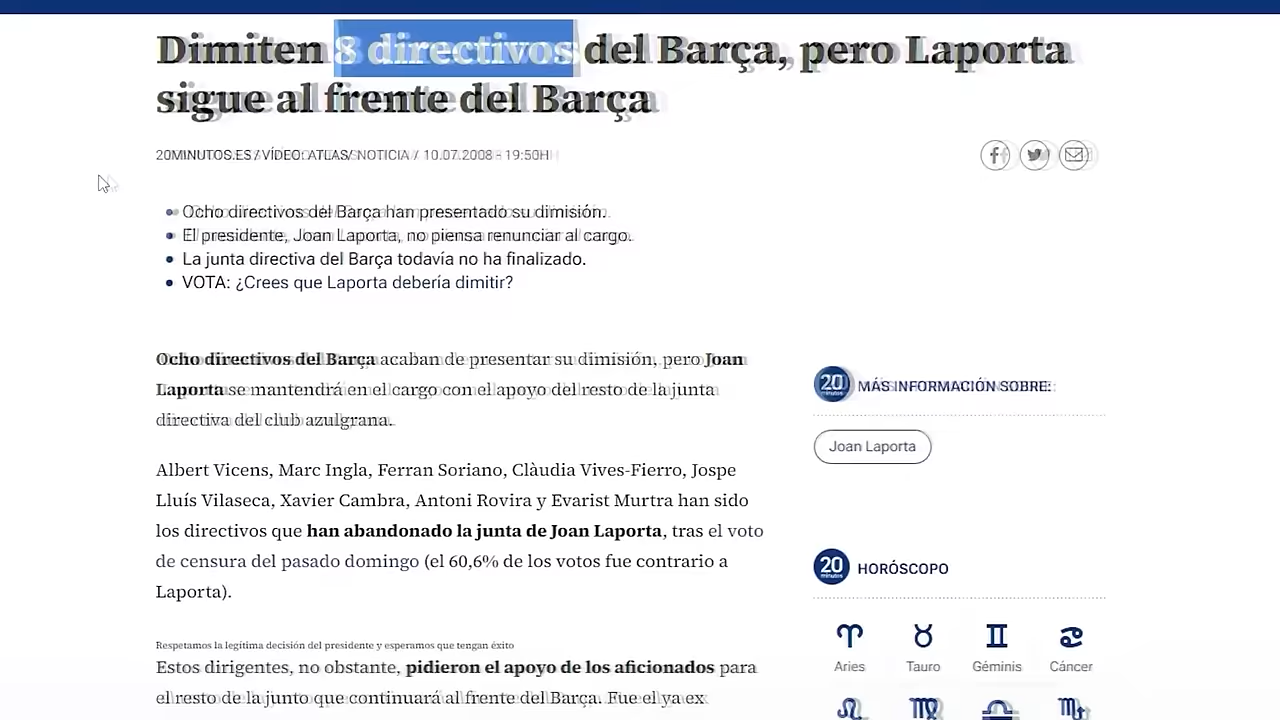 Dimiten 8 directivos del Barça, pero Laporta
sigue al frente del Barça
20MINUTOS.ES / VÍDEO: ATLAS/ NOTICIA / 10.07.2008 - 19:50H
Ocho directivos del Barça han presentado su dimisión.
El presidente, Joan Laporta, no piensa renunciar al cargo.
La junta directiva del Barça todavía no ha finalizado.
VOTA: ¿Crees que Laporta debería dimitir?
Ocho directivos del Barça acaban de presentar su dimisión, pero Joan
Laporta se mantendrá en el cargo con el apoyo del resto de la junta
directiva del club azulgrana.
Albert Vicens, Marc Ingla, Ferran Soriano, Clàudia Vives-Fierro, Jospe
Lluís Vilaseca, Xavier Cambra, Antoni Rovira y Evarist Murtra han sido
los directivos que han abandonado la junta de Joan Laporta, tras el voto
de censura del pasado domingo (el 60,6% de los votos fue contrario a
Laporta).
Respetamos la legítima decisión del presidente y esperamos que tengan éxito
Estos dirigentes, no obstante, pidieron el apoyo de los aficionados para
el resto de la junto que continuará al frente del Barça. Fue el ya ex
20 minutos MÁS INFORMACIÓN SOBRE:
Joan Laporta
20 minutos HORÓSCOPO
Aries Tauro Géminis Cáncer